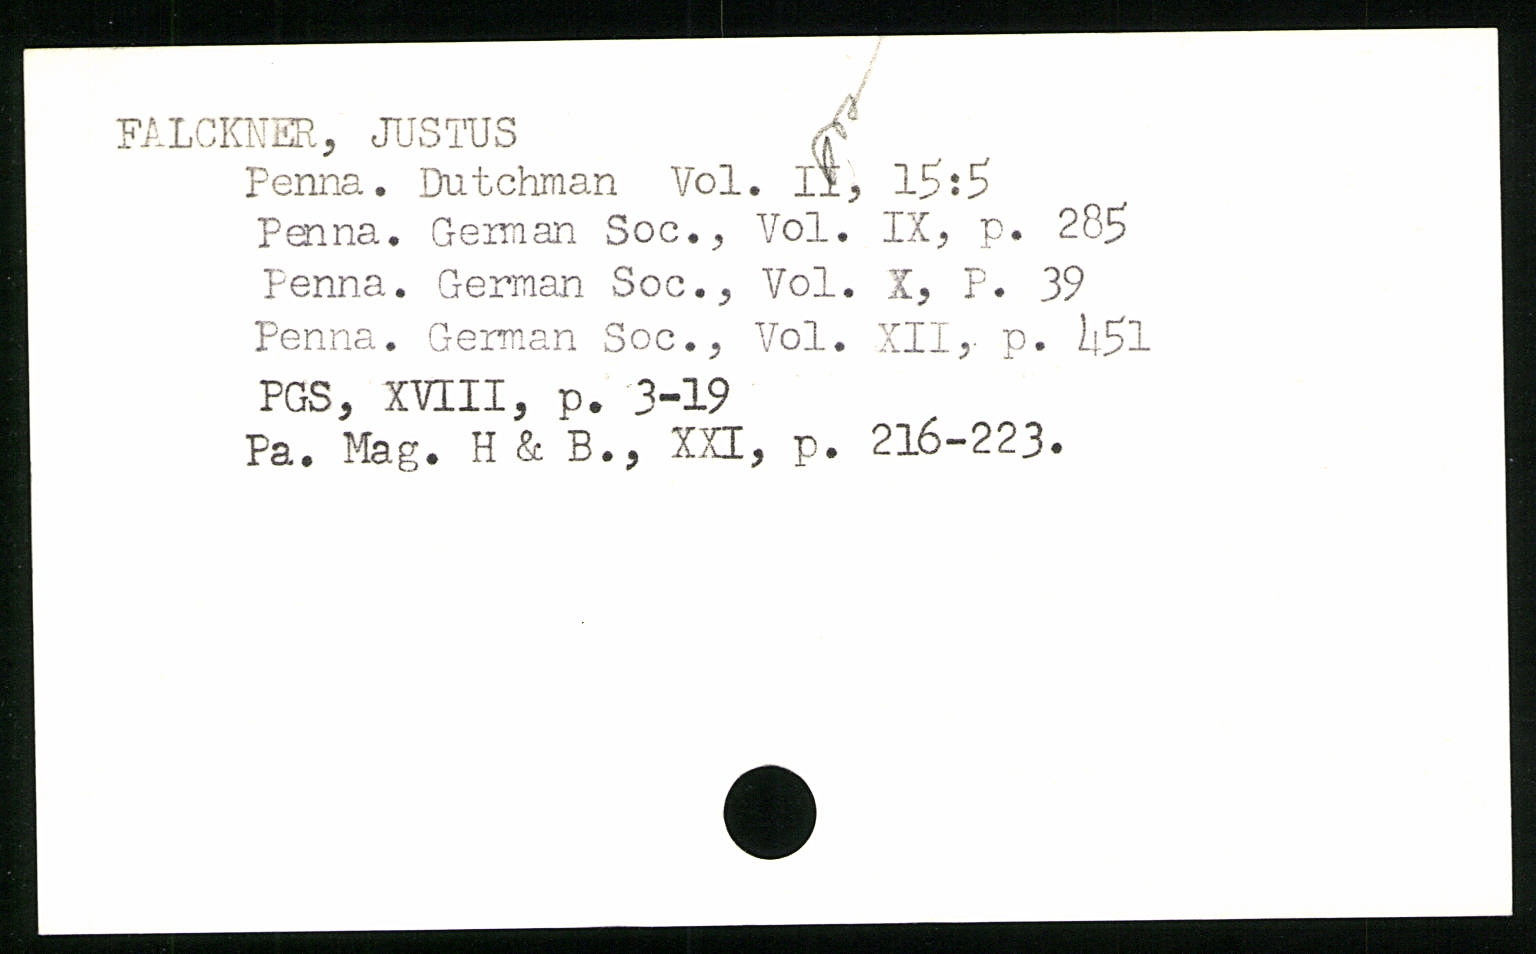 FALCKNER, JUSTUS
Penna. Dutchman Vol. II, 15:5
Penna. German Soc., Vol. IX, p. 285
Penna. German Soc., Vol. X, P. 39
Penna. German Soc., Vol. XII, p. 451
PGS, XVIII, p. 3-19
Pa. Mag. H & B., XXI, p. 216-223.